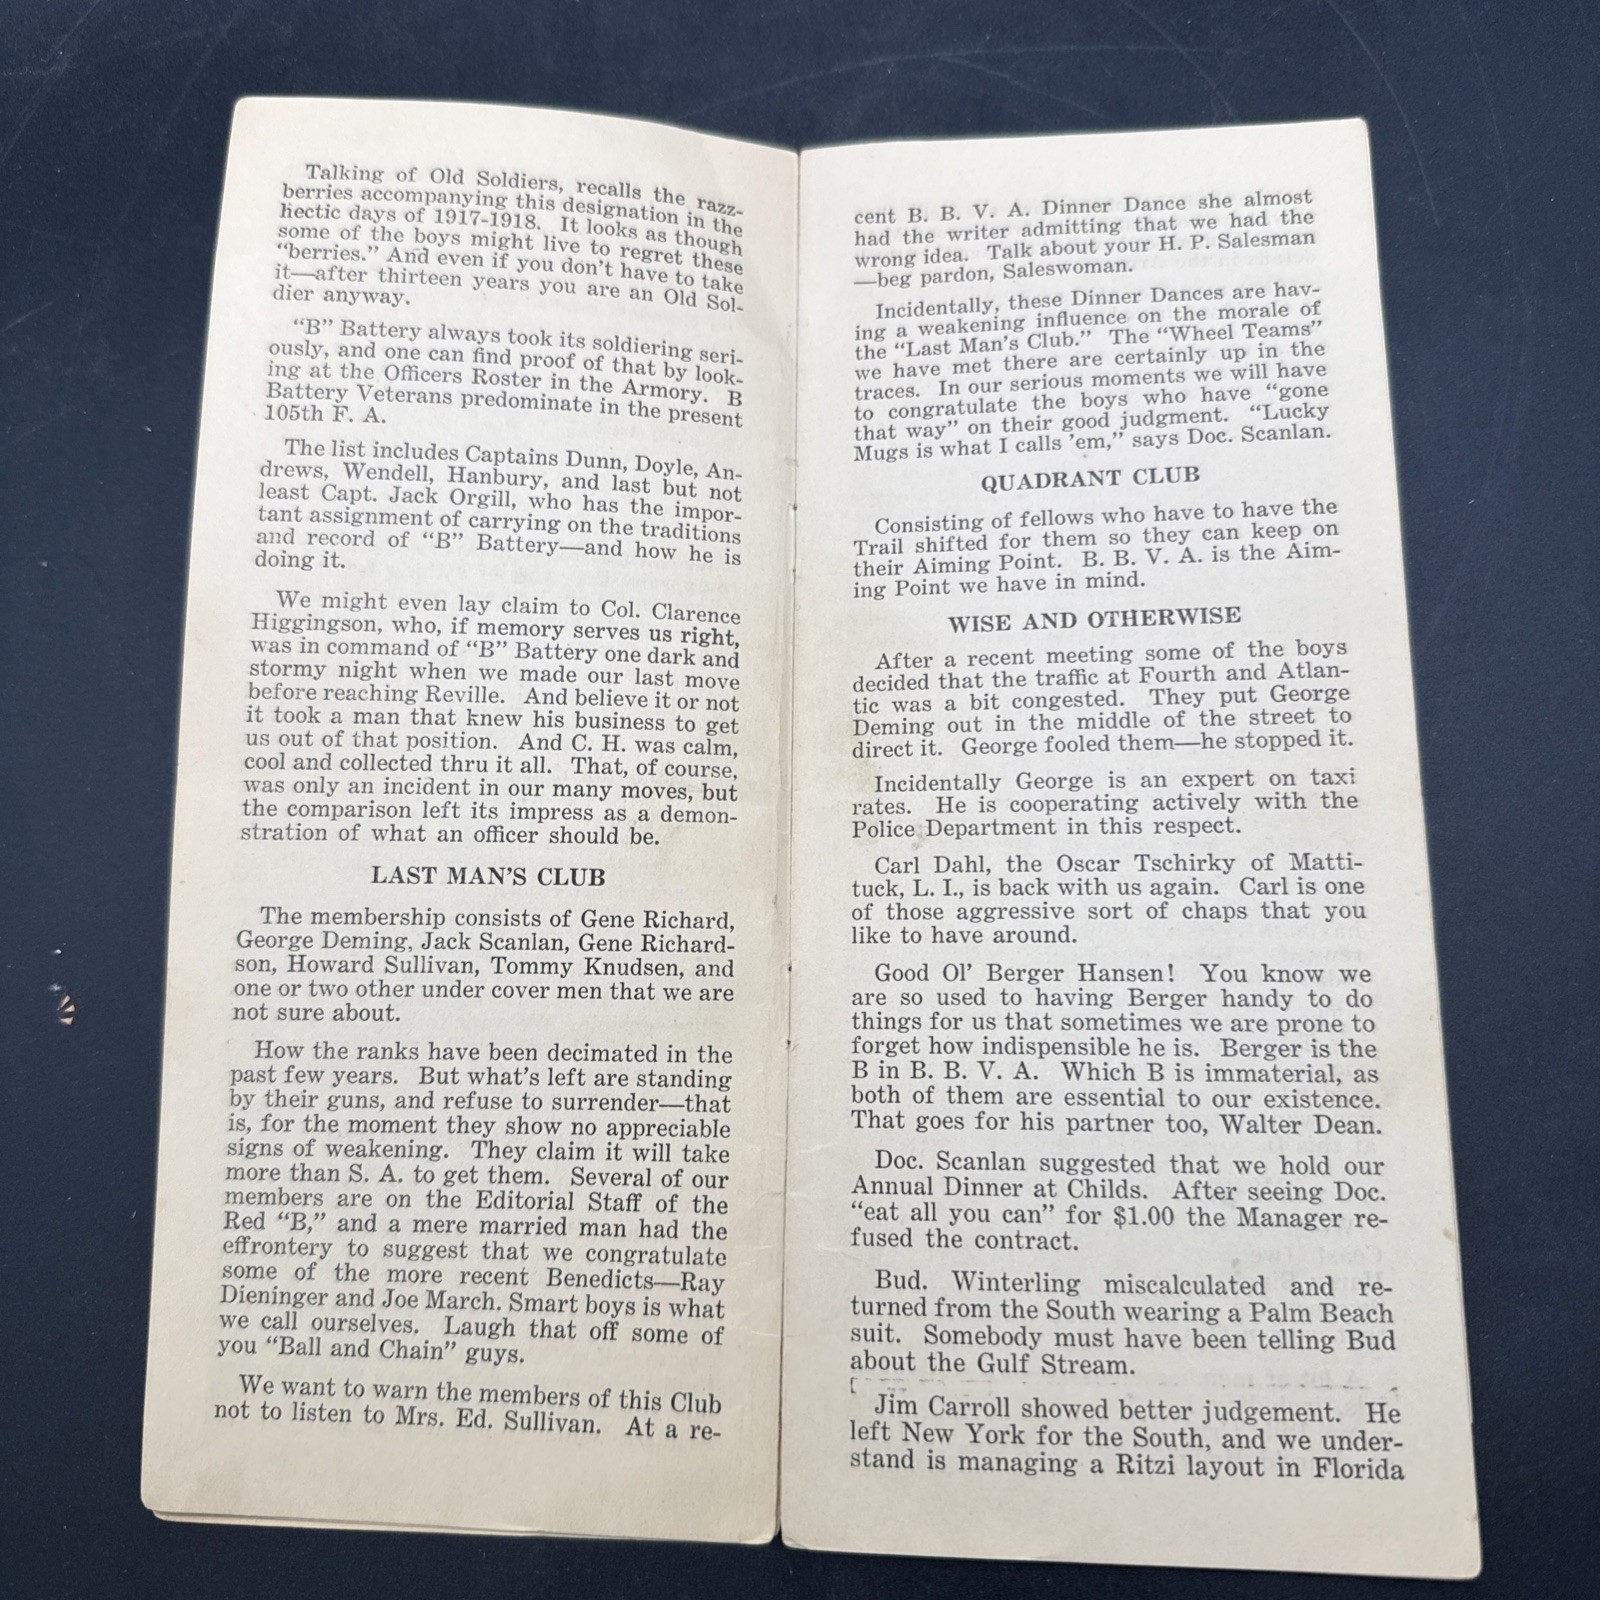 Talking of Old Soldiers, recalls the razz-
berries accompanying this designation in the
hectic days of 1917-1918. It looks as though
some of the boys might live to regret these
"berries." And even if you don't have to take
it—after thirteen years you are an Old Sol-
dier anyway.
"B" Battery always took its soldiering seri-
ously, and one can find proof of that by look-
ing at the Officers Roster in the Armory. B
Battery Veterans predominate in the present
105th F. A.
The list includes Captains Dunn, Doyle, An-
drews, Wendell, Hanbury, and last but not
least Capt. Jack Orgill, who has the impor-
tant assignment of carrying on the traditions
and record of "B" Battery—and how he is
doing it.
We might even lay claim to Col. Clarence
Higgingson, who, if memory serves us right,
was in command of "B" Battery one dark and
stormy night when we made our last move
before reaching Reville. And believe it or not
it took a man that knew his business to get
us out of that position. And C. H. was calm,
cool and collected thru it all. That, of course,
was only an incident in our many moves, but
the comparison left its impress as a demon-
stration of what an officer should be.
LAST MAN'S CLUB
The membership consists of Gene Richard,
George Deming, Jack Scanlan, Gene Richard-
son, Howard Sullivan, Tommy Knudsen, and
one or two other under cover men that we are
not sure about.
How the ranks have been decimated in the
past few years. But what's left are standing
by their guns, and refuse to surrender—that
is, for the moment they show no appreciable
signs of weakening. They claim it will take
more than S. A. to get them. Several of our
members are on the Editorial Staff of the
Red "B," and a mere married man had the
effrontery to suggest that we congratulate
some of the more recent Benedicts—Ray
Dieninger and Joe March. Smart boys is what
we call ourselves. Laugh that off some of
you "Ball and Chain" guys.
We want to warn the members of this Club
not to listen to Mrs. Ed. Sullivan. At a re-
cent B. B. V. A. Dinner Dance she almost
had the writer admitting that we had the
wrong idea. Talk about your H. P. Salesman
—beg pardon, Saleswoman.
Incidentally, these Dinner Dances are hav-
ing a weakening influence on the morale of
the "Last Man's Club." The "Wheel Teams"
we have met there are certainly up in the
traces. In our serious moments we will have
to congratulate the boys who have "gone
that way" on their good judgment. "Lucky
Mugs is what I calls 'em," says Doc. Scanlan.
QUADRANT CLUB
Consisting of fellows who have to have the
Trail shifted for them so they can keep on
their Aiming Point. B. B. V. A. is the Aim-
ing Point we have in mind.
WISE AND OTHERWISE
After a recent meeting some of the boys
decided that the traffic at Fourth and Atlan-
tic was a bit congested. They put George
Deming out in the middle of the street to
direct it. George fooled them—he stopped it.
Incidentally George is an expert on taxi
rates. He is cooperating actively with the
Police Department in this respect.
Carl Dahl, the Oscar Tschirky of Matti-
tuck, L. I., is back with us again. Carl is one
of those aggressive sort of chaps that you
like to have around.
Good Ol' Berger Hansen! You know we
are so used to having Berger handy to do
things for us that sometimes we are prone to
forget how indispensible he is. Berger is the
B in B. B. V. A. Which B is immaterial, as
both of them are essential to our existence.
That goes for his partner too, Walter Dean.
Doc. Scanlan suggested that we hold our
Annual Dinner at Childs. After seeing Doc.
"eat all you can" for $1.00 the Manager re-
fused the contract.
Bud. Winterling miscalculated and re-
turned from the South wearing a Palm Beach
suit. Somebody must have been telling Bud
about the Gulf Stream.
Jim Carroll showed better judgement. He
left New York for the South, and we under-
stand is managing a Ritzi layout in Florida